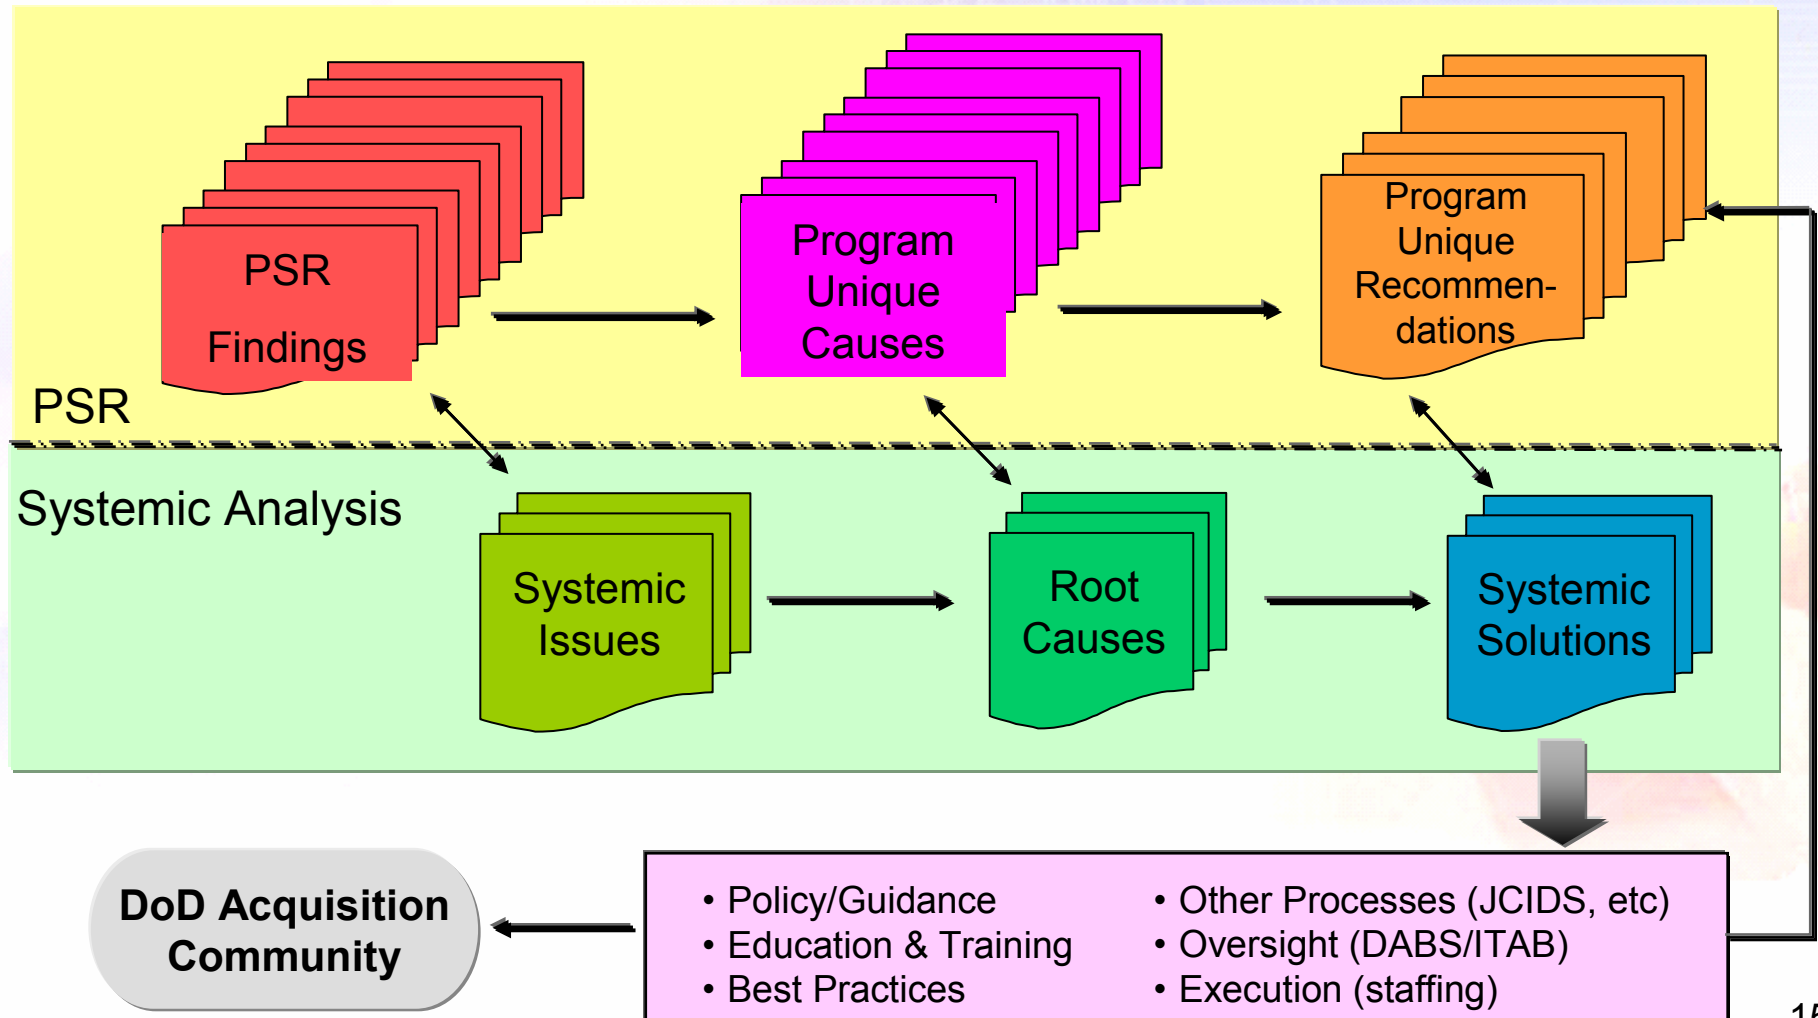 PSR
Findings
Program
Unique
Causes
Program
Unique
Recommen-
dations
PSR
Systemic Analysis
Systemic
Issues
Root
Causes
Systemic
Solutions
DoD Acquisition
Community
• Policy/Guidance
• Education & Training
• Best Practices
• Other Processes (JCIDS, etc)
• Oversight (DABS/ITAB)
• Execution (staffing)